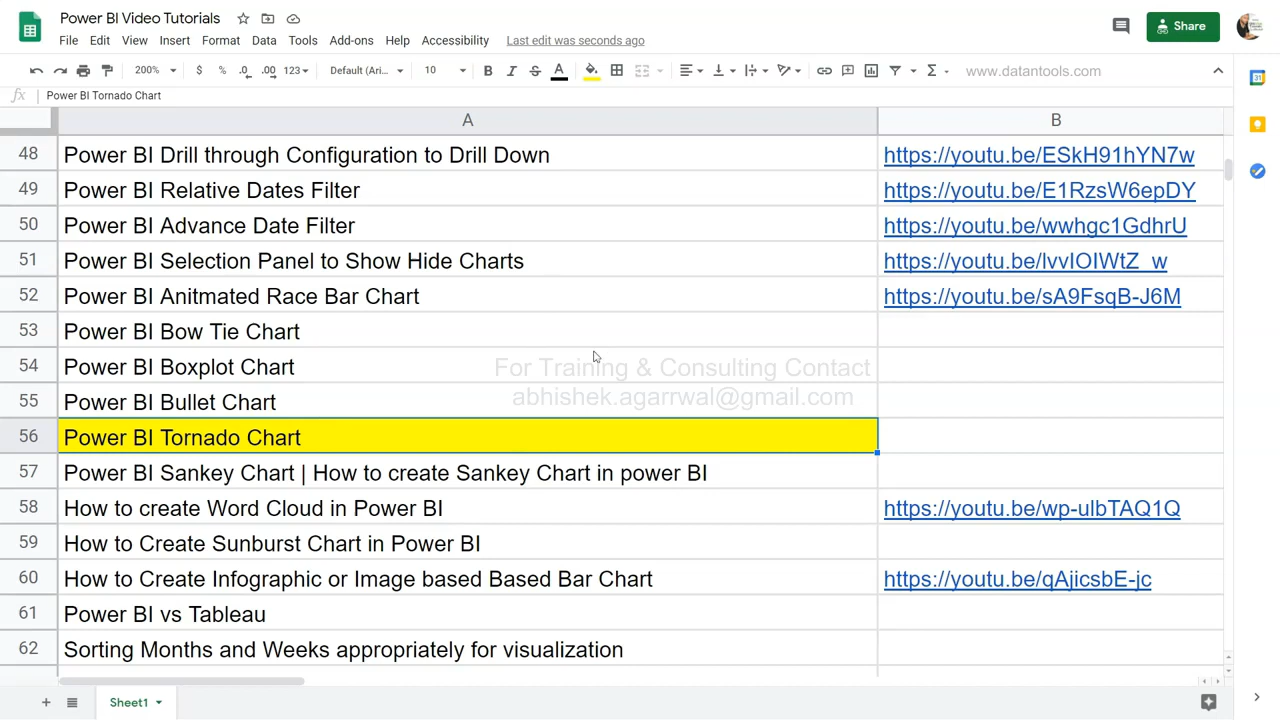 Power BI Video Tutorials
Share
File Edit View Insert Format Data Tools Add-ons Help Accessibility Last edit was seconds ago
200% $ % .0 .00 123 Default (Ari... 10 B I S A Σ www.datantools.com
fx Power BI Tornado Chart
A B
48 Power BI Drill through Configuration to Drill Down https://youtu.be/ESkH91hYN7w
49 Power BI Relative Dates Filter https://youtu.be/E1RzsW6epDY
50 Power BI Advance Date Filter https://youtu.be/wwhgc1GdhrU
51 Power BI Selection Panel to Show Hide Charts https://youtu.be/lvvIOIWtZ_w
52 Power BI Anitmated Race Bar Chart https://youtu.be/sA9FsqB-J6M
53 Power BI Bow Tie Chart
54 Power BI Boxplot Chart
For Training & Consulting Contact
55 Power BI Bullet Chart
abhishek.agarrwal@gmail.com
56 Power BI Tornado Chart
57 Power BI Sankey Chart | How to create Sankey Chart in power BI
58 How to create Word Cloud in Power BI https://youtu.be/wp-ulbTAQ1Q
59 How to Create Sunburst Chart in Power BI
60 How to Create Infographic or Image based Based Bar Chart https://youtu.be/qAjicsbE-jc
61 Power BI vs Tableau
62 Sorting Months and Weeks appropriately for visualization
Sheet1